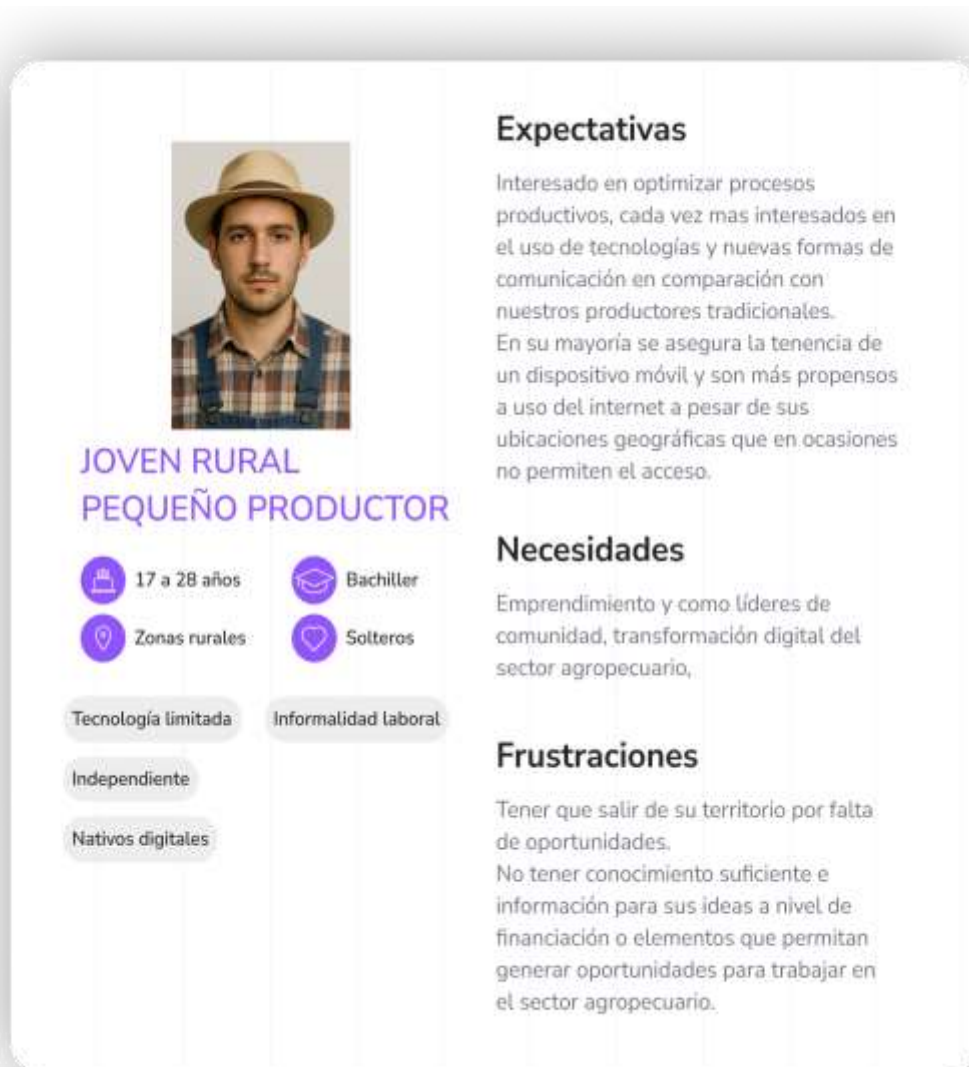 JOVEN RURAL
PEQUEÑO PRODUCTOR
17 a 28 años
Bachiller
Zonas rurales
Solteros
Tecnología limitada
Informalidad laboral
Independiente
Nativos digitales
Expectativas
Interesado en optimizar procesos
productivos, cada vez mas interesados en
el uso de tecnologías y nuevas formas de
comunicación en comparación con
nuestros productores tradicionales.
En su mayoría se asegura la tenencia de
un dispositivo móvil y son más propensos
a uso del internet a pesar de sus
ubicaciones geográficas que en ocasiones
no permiten el acceso.
Necesidades
Emprendimiento y como líderes de
comunidad, transformación digital del
sector agropecuario,
Frustraciones
Tener que salir de su territorio por falta
de oportunidades.
No tener conocimiento suficiente e
información para sus ideas a nivel de
financiación o elementos que permitan
generar oportunidades para trabajar en
el sector agropecuario.